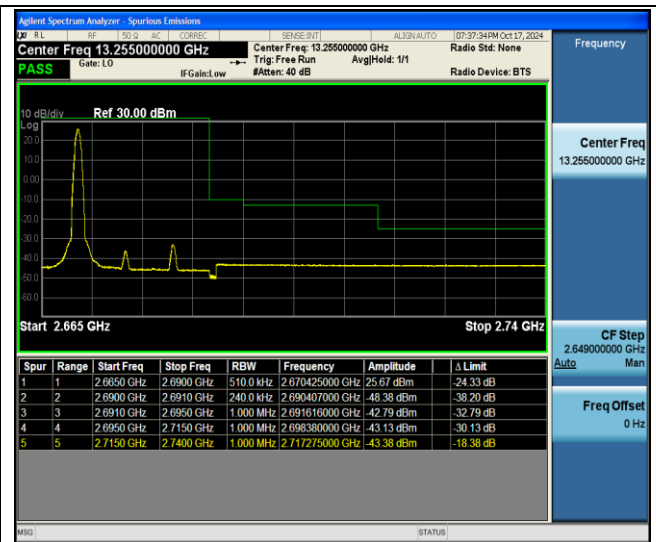 Agilent Spectrum Analyzer - Spurious Emissions
RL RF 50 Ω AC CORREC SENSE:INT ALIGN AUTO 07:37:34PM Oct 17, 2024
Center Freq 13.255000000 GHz Center Freq: 13.255000000 GHz Radio Std: None
PASS Gate: LO Trig: Free Run Avg|Hold: 1/1
IFGain:Low #Atten: 40 dB Radio Device: BTS
10 dB/div Ref 30.00 dBm
Log
20.0
10.0
0.00
-10.0
-20.0
-30.0
-40.0
-50.0
-60.0
Start 2.665 GHz Stop 2.74 GHz
Spur Range Start Freq Stop Freq RBW Frequency Amplitude Δ Limit
1 1 2.6650 GHz 2.6900 GHz 510.0 kHz 2.670425000 GHz 25.67 dBm -24.33 dB
2 2 2.6900 GHz 2.6910 GHz 240.0 kHz 2.690407000 GHz -48.38 dBm -38.20 dB
3 3 2.6910 GHz 2.6950 GHz 1.000 MHz 2.691616000 GHz -42.79 dBm -32.79 dB
4 4 2.6950 GHz 2.7150 GHz 1.000 MHz 2.698380000 GHz -43.13 dBm -30.13 dB
5 5 2.7150 GHz 2.7400 GHz 1.000 MHz 2.717275000 GHz -43.38 dBm -18.38 dB
MSG STATUS
Frequency
Center Freq
13.255000000 GHz
CF Step
2.649000000 GHz
Auto Man
Freq Offset
0 Hz